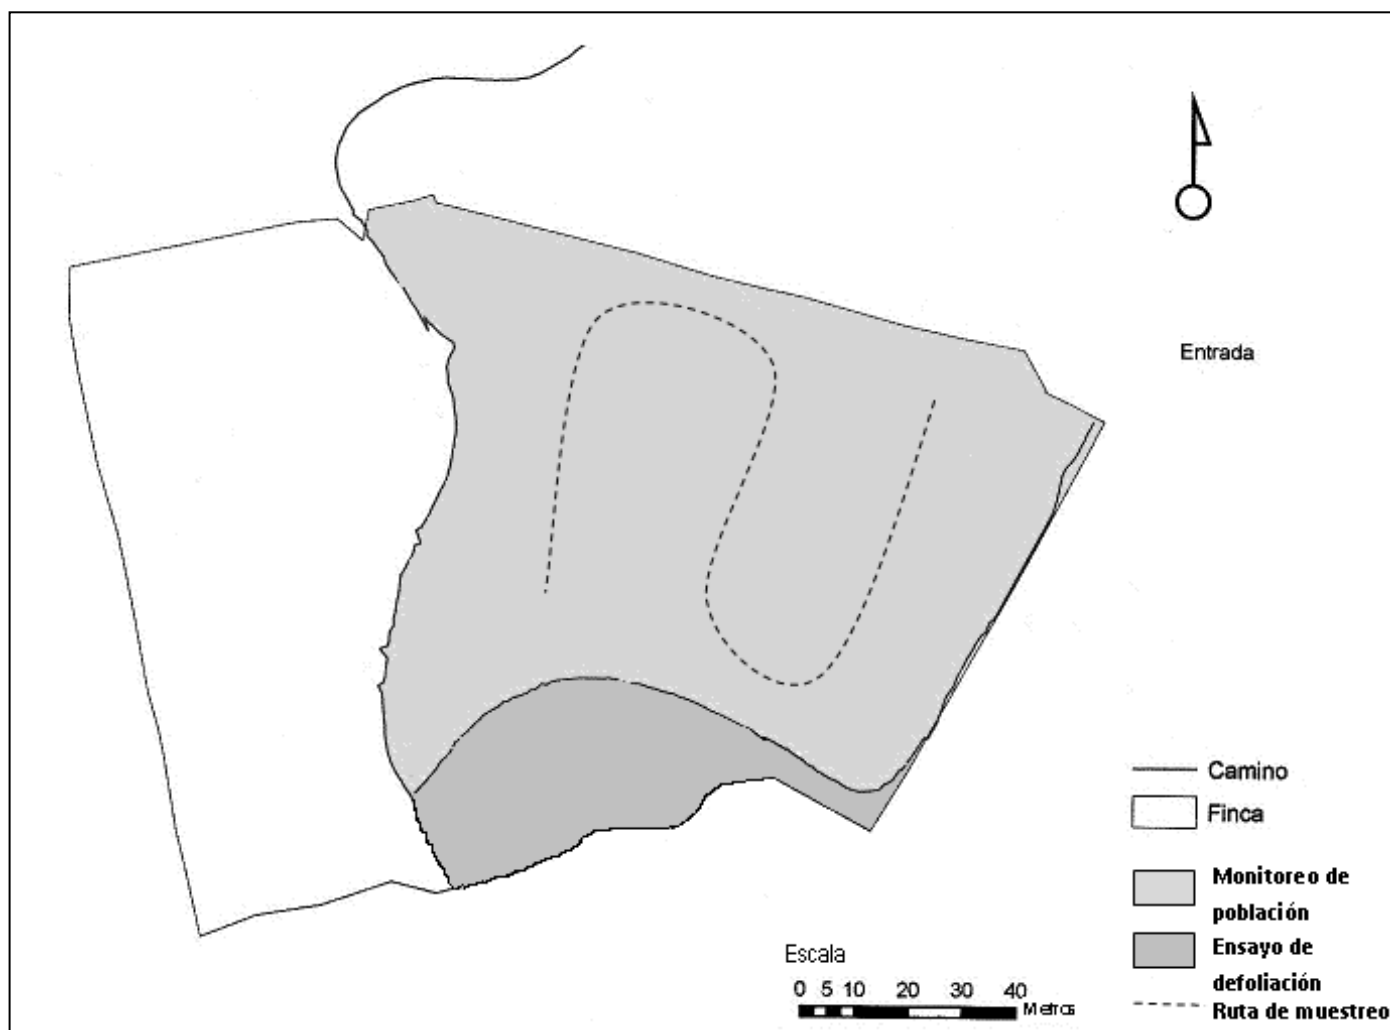 Entrada
Camino
Finca
Monitoreo de
población
Ensayo de
defoliación
Ruta de muestreo
Escala
0 5 10 20 30 40
Metros